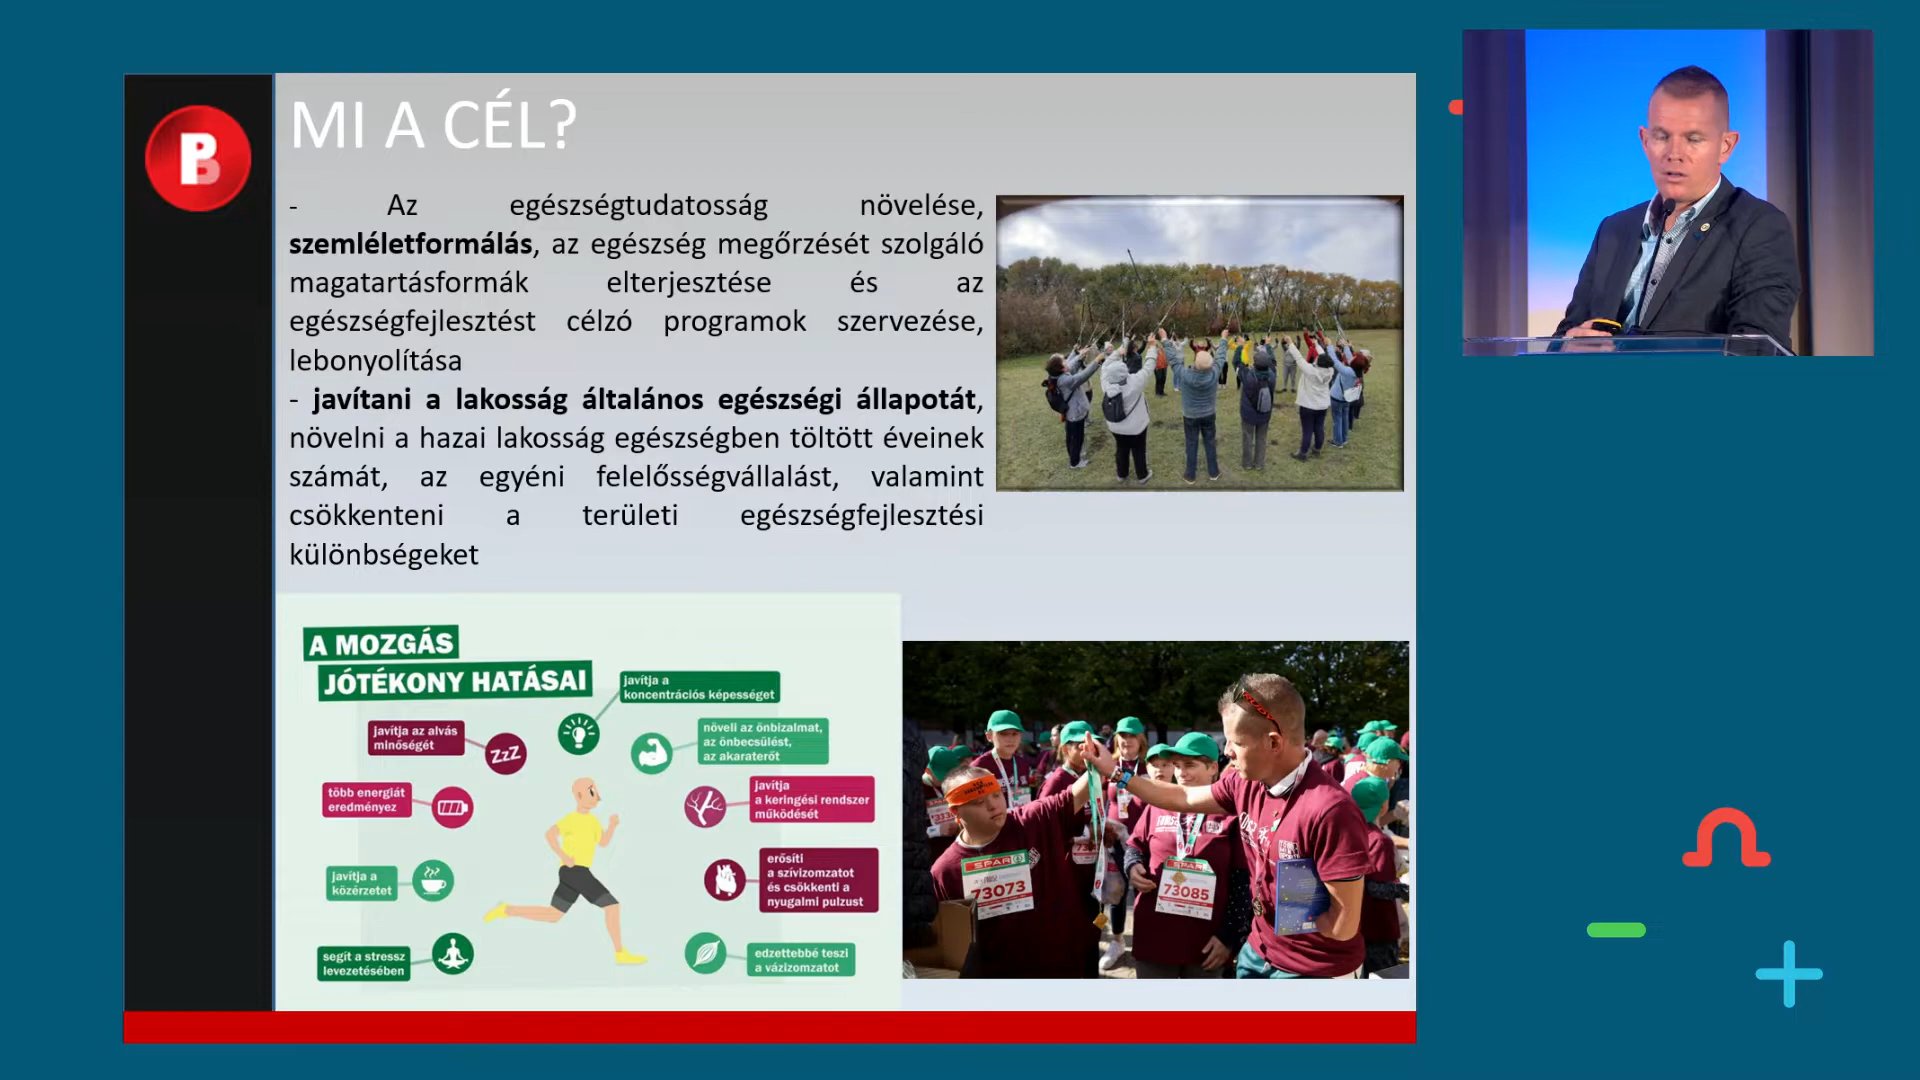 MI A CÉL?
- Az egészségtudatosság növelése,
szemléletformálás, az egészség megőrzését szolgáló
magatartásformák elterjesztése és az
egészségfejlesztést célzó programok szervezése,
lebonyolítása
- javítani a lakosság általános egészségi állapotát,
növelni a hazai lakosság egészségben töltött éveinek
számát, az egyéni felelősségvállalást, valamint
csökkenteni a területi egészségfejlesztési
különbségeket
A MOZGÁS
JÓTÉKONY HATÁSAI
javítja a
koncentrációs képességet
javítja az alvás
minőségét
ZzZ
növeli az önbizalmat,
az önbecsülést,
az akaraterőt
több energiát
eredményez
javítja
a keringési rendszer
működését
javítja a
közérzetet
erősíti
a szívizomzatot
és csökkenti a
nyugalmi pulzust
segít a stressz
levezetésében
edzettebbé teszi
a vázizomzatot
SPAR
73073
SPAR
73085